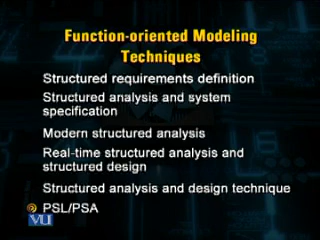 Function-oriented Modeling
Techniques
Structured requirements definition
Structured analysis and system
specification
Modern structured analysis
Real-time structured analysis and
structured design
Structured analysis and design technique
PSL/PSA
VU